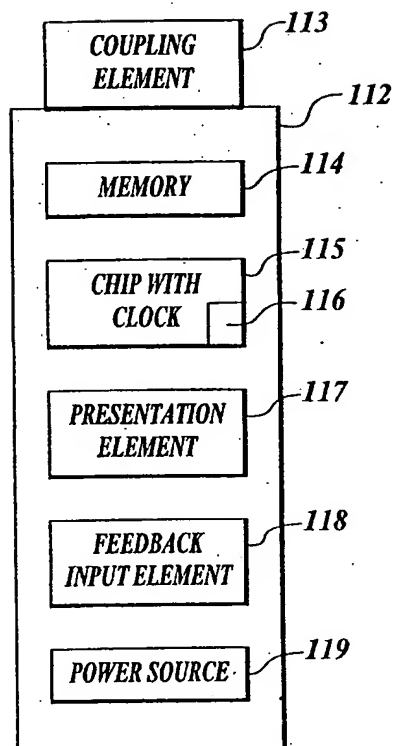 COUPLING
ELEMENT
113
112
MEMORY
114
CHIP WITH
CLOCK
115
116
PRESENTATION
ELEMENT
117
FEEDBACK
INPUT ELEMENT
118
POWER SOURCE
119